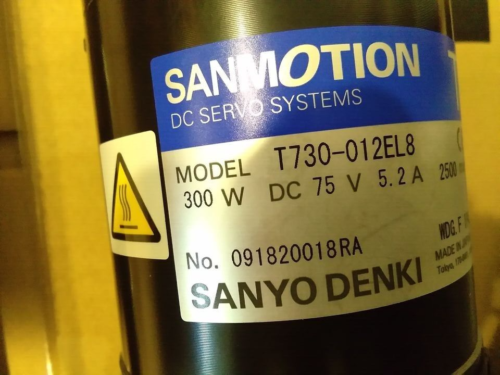 SANMOTION
DC SERVO SYSTEMS
MODEL T730-012EL8
300 W DC 75 V 5.2 A 2500
No. 091820018RA WDG. F
MADE IN
SANYO DENKI Tokyo,